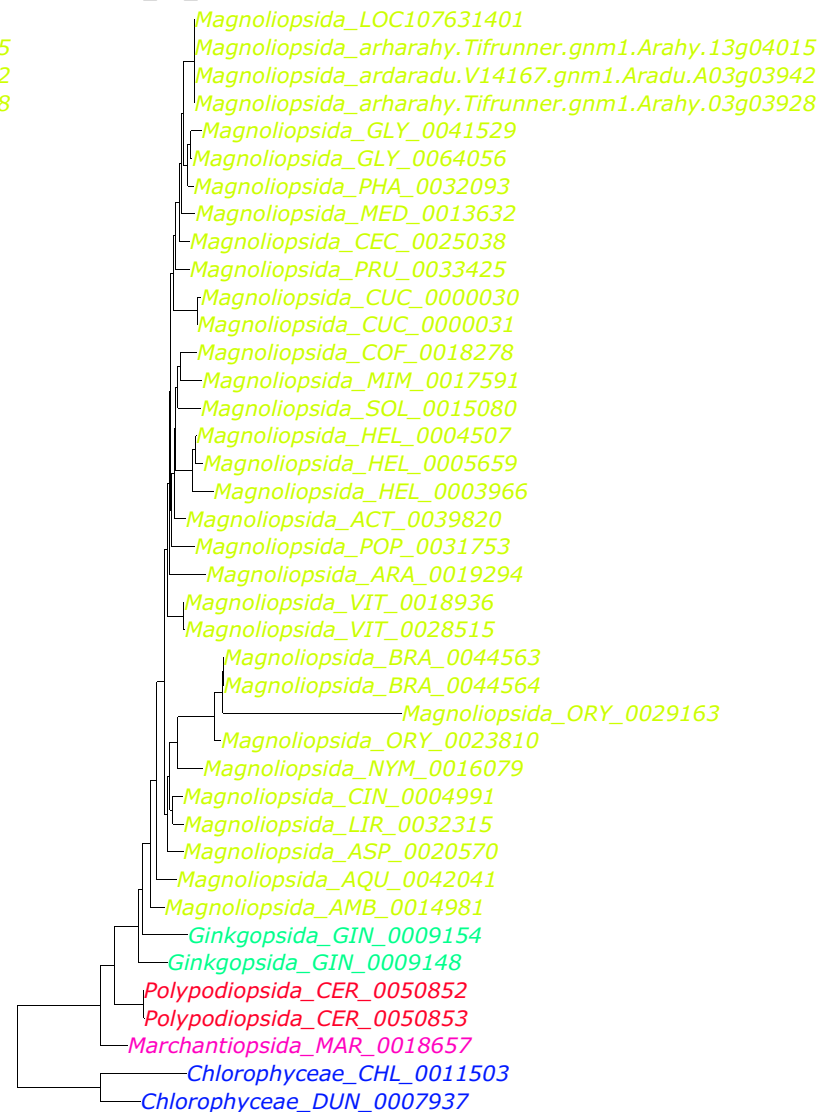 Magnoliopsida_LOC107631401
5
Magnoliopsida_arharahy.Tifrunner.gnm1.Arahy.13g04015
2
Magnoliopsida_ardaradu.V14167.gnm1.Aradu.A03g03942
8
Magnoliopsida_arharahy.Tifrunner.gnm1.Arahy.03g03928
Magnoliopsida_GLY_0041529
Magnoliopsida_GLY_0064056
Magnoliopsida_PHA_0032093
Magnoliopsida_MED_0013632
Magnoliopsida_CEC_0025038
Magnoliopsida_PRU_0033425
Magnoliopsida_CUC_0000030
Magnoliopsida_CUC_0000031
Magnoliopsida_COF_0018278
Magnoliopsida_MIM_0017591
Magnoliopsida_SOL_0015080
Magnoliopsida_HEL_0004507
Magnoliopsida_HEL_0005659
Magnoliopsida_HEL_0003966
Magnoliopsida_ACT_0039820
Magnoliopsida_POP_0031753
Magnoliopsida_ARA_0019294
Magnoliopsida_VIT_0018936
Magnoliopsida_VIT_0028515
Magnoliopsida_BRA_0044563
Magnoliopsida_BRA_0044564
Magnoliopsida_ORY_0029163
Magnoliopsida_ORY_0023810
Magnoliopsida_NYM_0016079
Magnoliopsida_CIN_0004991
Magnoliopsida_LIR_0032315
Magnoliopsida_ASP_0020570
Magnoliopsida_AQU_0042041
Magnoliopsida_AMB_0014981
Ginkgopsida_GIN_0009154
Ginkgopsida_GIN_0009148
Polypodiopsida_CER_0050852
Polypodiopsida_CER_0050853
Marchantiopsida_MAR_0018657
Chlorophyceae_CHL_0011503
Chlorophyceae_DUN_0007937